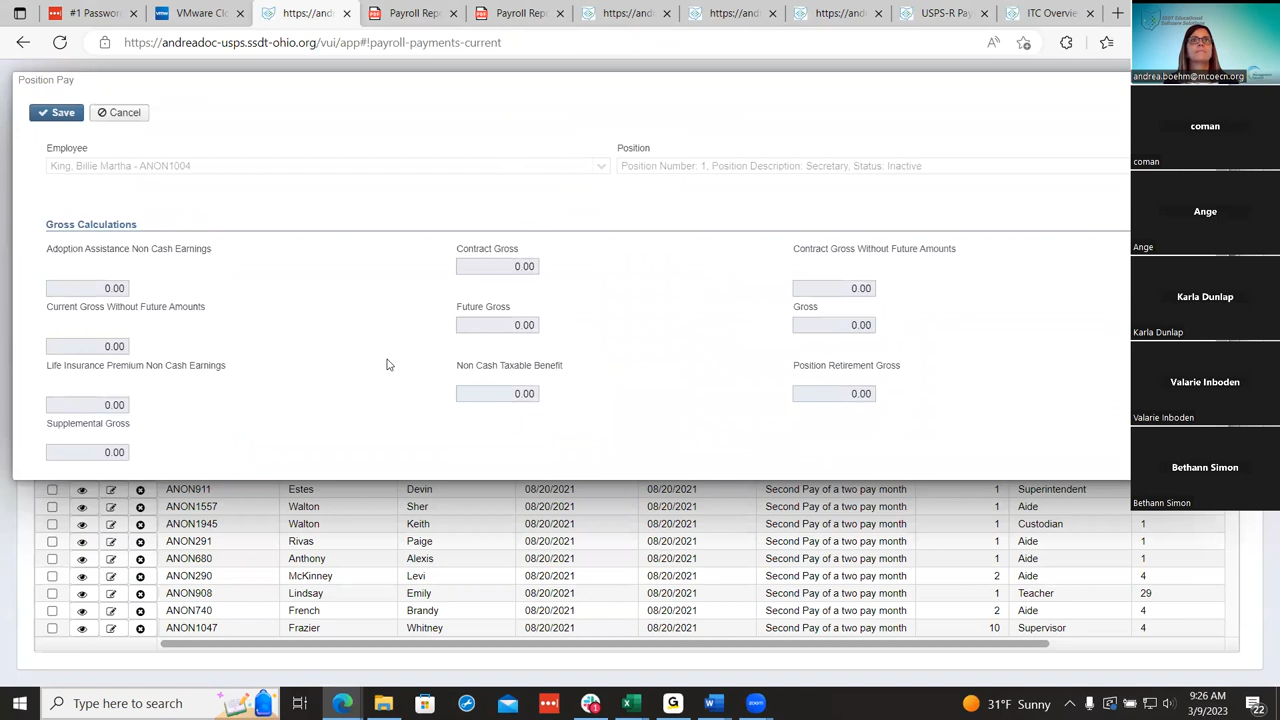 #1 TC Mana
VMware Clo
https://and
Payroll Rep
Payroll Rep
https://and
https://and
https://and
USPS-R Pay
ITC Overvie
https://andreadoc-usps.ssdt-ohio.org/vui/app#!payroll-payments-current
SSDT Educational
Software Solutions
andrea.boehm@mcoecn.org
Position Pay
Save
Cancel
coman
coman
Employee
Position
King, Billie Martha - ANON1004
Position Number: 1, Position Description: Secretary, Status: Inactive
Ange
Ange
Gross Calculations
Adoption Assistance Non Cash Earnings
Contract Gross
Contract Gross Without Future Amounts
0.00
0.00
0.00
Current Gross Without Future Amounts
Future Gross
Gross
0.00
0.00
0.00
Karla Dunlap
Karla Dunlap
Life Insurance Premium Non Cash Earnings
Non Cash Taxable Benefit
Position Retirement Gross
0.00
0.00
0.00
Valarie Inboden
Valarie Inboden
Supplemental Gross
0.00
Bethann Simon
Bethann Simon
ANON911 Estes Devin 08/20/2021 08/20/2021 Second Pay of a two pay month 1 Superintendent
ANON1557 Walton Sher 08/20/2021 08/20/2021 Second Pay of a two pay month 1 Aide 1
ANON1945 Walton Keith 08/20/2021 08/20/2021 Second Pay of a two pay month 1 Custodian 1
ANON291 Rivas Paige 08/20/2021 08/20/2021 Second Pay of a two pay month 1 Aide 1
ANON680 Anthony Alexis 08/20/2021 08/20/2021 Second Pay of a two pay month 1 Aide 1
ANON290 McKinney Levi 08/20/2021 08/20/2021 Second Pay of a two pay month 2 Aide 4
ANON908 Lindsay Emily 08/20/2021 08/20/2021 Second Pay of a two pay month 1 Teacher 29
ANON740 French Brandy 08/20/2021 08/20/2021 Second Pay of a two pay month 2 Aide 4
ANON1047 Frazier Whitney 08/20/2021 08/20/2021 Second Pay of a two pay month 10 Supervisor 4
Type here to search
31°F Sunny
9:26 AM
3/9/2023
22